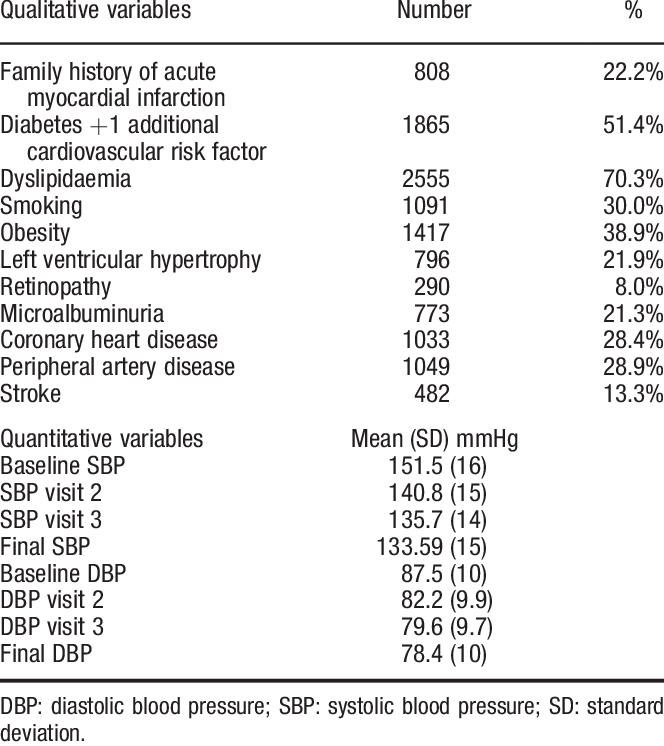 Qualitative variables Number %
Family history of acute 808 22.2%
myocardial infarction
Diabetes +1 additional 1865 51.4%
cardiovascular risk factor
Dyslipidaemia 2555 70.3%
Smoking 1091 30.0%
Obesity 1417 38.9%
Left ventricular hypertrophy 796 21.9%
Retinopathy 290 8.0%
Microalbuminuria 773 21.3%
Coronary heart disease 1033 28.4%
Peripheral artery disease 1049 28.9%
Stroke 482 13.3%
Quantitative variables Mean (SD) mmHg
Baseline SBP 151.5 (16)
SBP visit 2 140.8 (15)
SBP visit 3 135.7 (14)
Final SBP 133.59 (15)
Baseline DBP 87.5 (10)
DBP visit 2 82.2 (9.9)
DBP visit 3 79.6 (9.7)
Final DBP 78.4 (10)
DBP: diastolic blood pressure; SBP: systolic blood pressure; SD: standard
deviation.